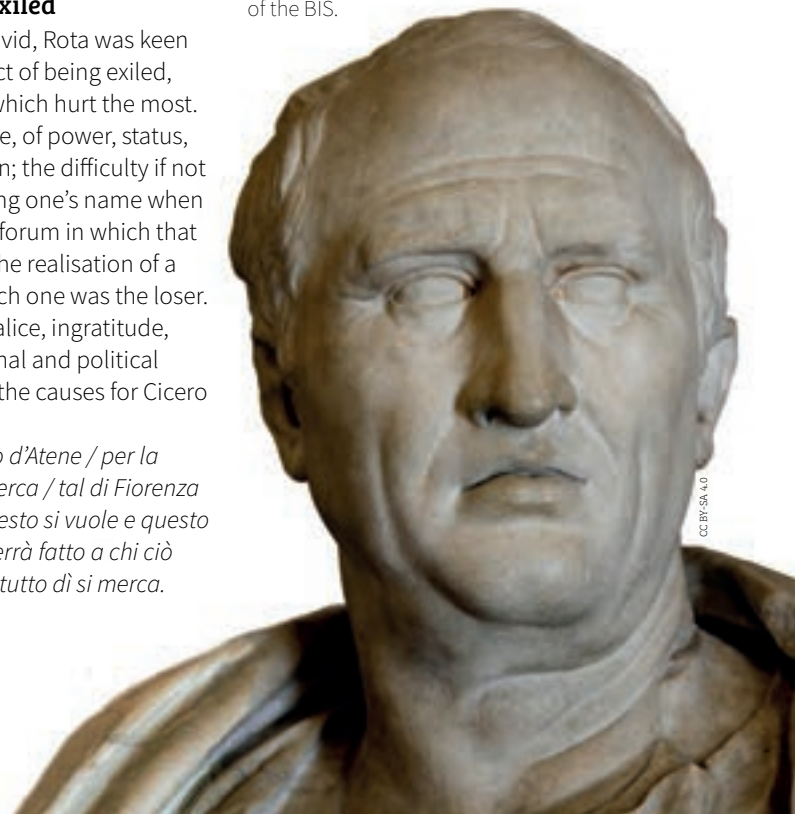 xiled
vid, Rota was keen
ct of being exiled,
which hurt the most.
e, of power, status,
n; the difficulty if not
ng one’s name when
forum in which that
he realisation of a
ch one was the loser.
alice, ingratitude,
nal and political
the causes for Cicero
o d’Atene / per la
erca / tal di Fiorenza
esto si vuole e questo
errà fatto a chi ciò
tutto dì si merca.
of the BIS.
CC BY-SA 4.0